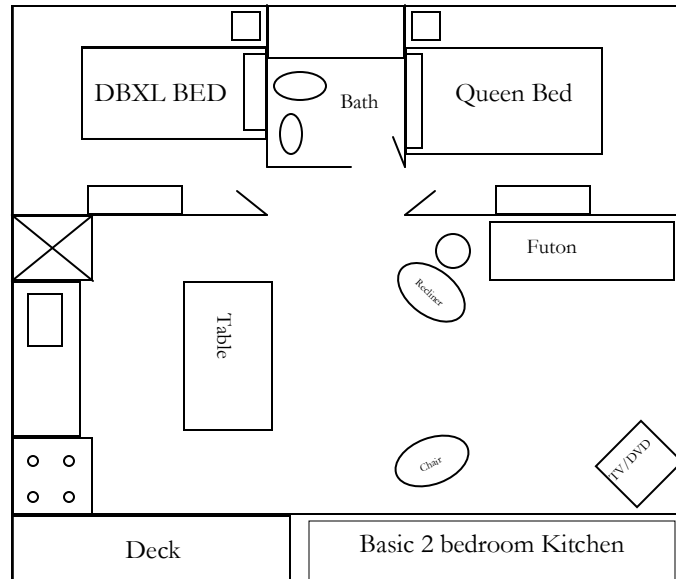 DBXL BED
Bath
Queen Bed
Futon
Recliner
Table
Chair
TV/DVD
Deck
Basic 2 bedroom Kitchen